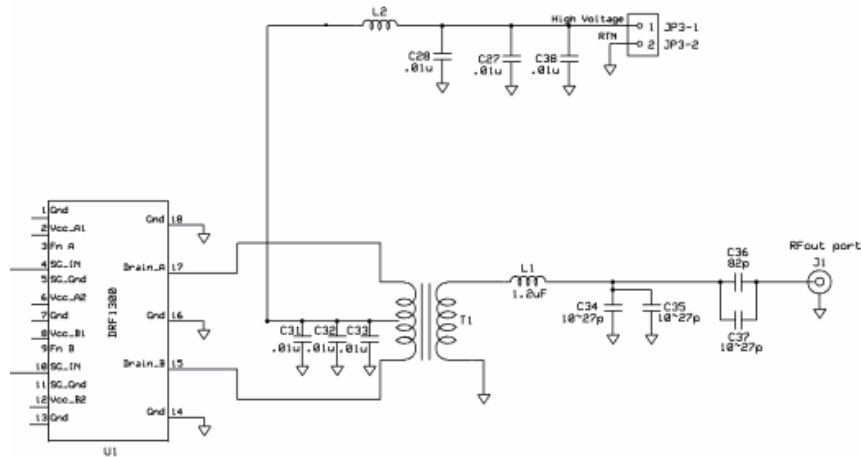 L2
High Voltage
1 JP3-1
RTN
2 JP3-2
C28
.01u
C27
.01u
C38
.01u
1 Gnd
2 Vcc_A1
3 Fn A
4 SG_IN
5 SG_Gnd
6 Vcc_A2
7 Gnd
8 Vcc_B1
9 Fn B
10 SG_IN
11 SG_Gnd
12 Vcc_B2
13 Gnd
DRF1300
Gnd 18
Drain_A 17
Gnd 16
Drain_B 15
Gnd 14
U1
C31
.01u
C32
.01u
C33
.01u
T1
L1
1.2uF
C34
10~27p
C35
10~27p
C36
82p
C37
10~27p
RFout port
J1